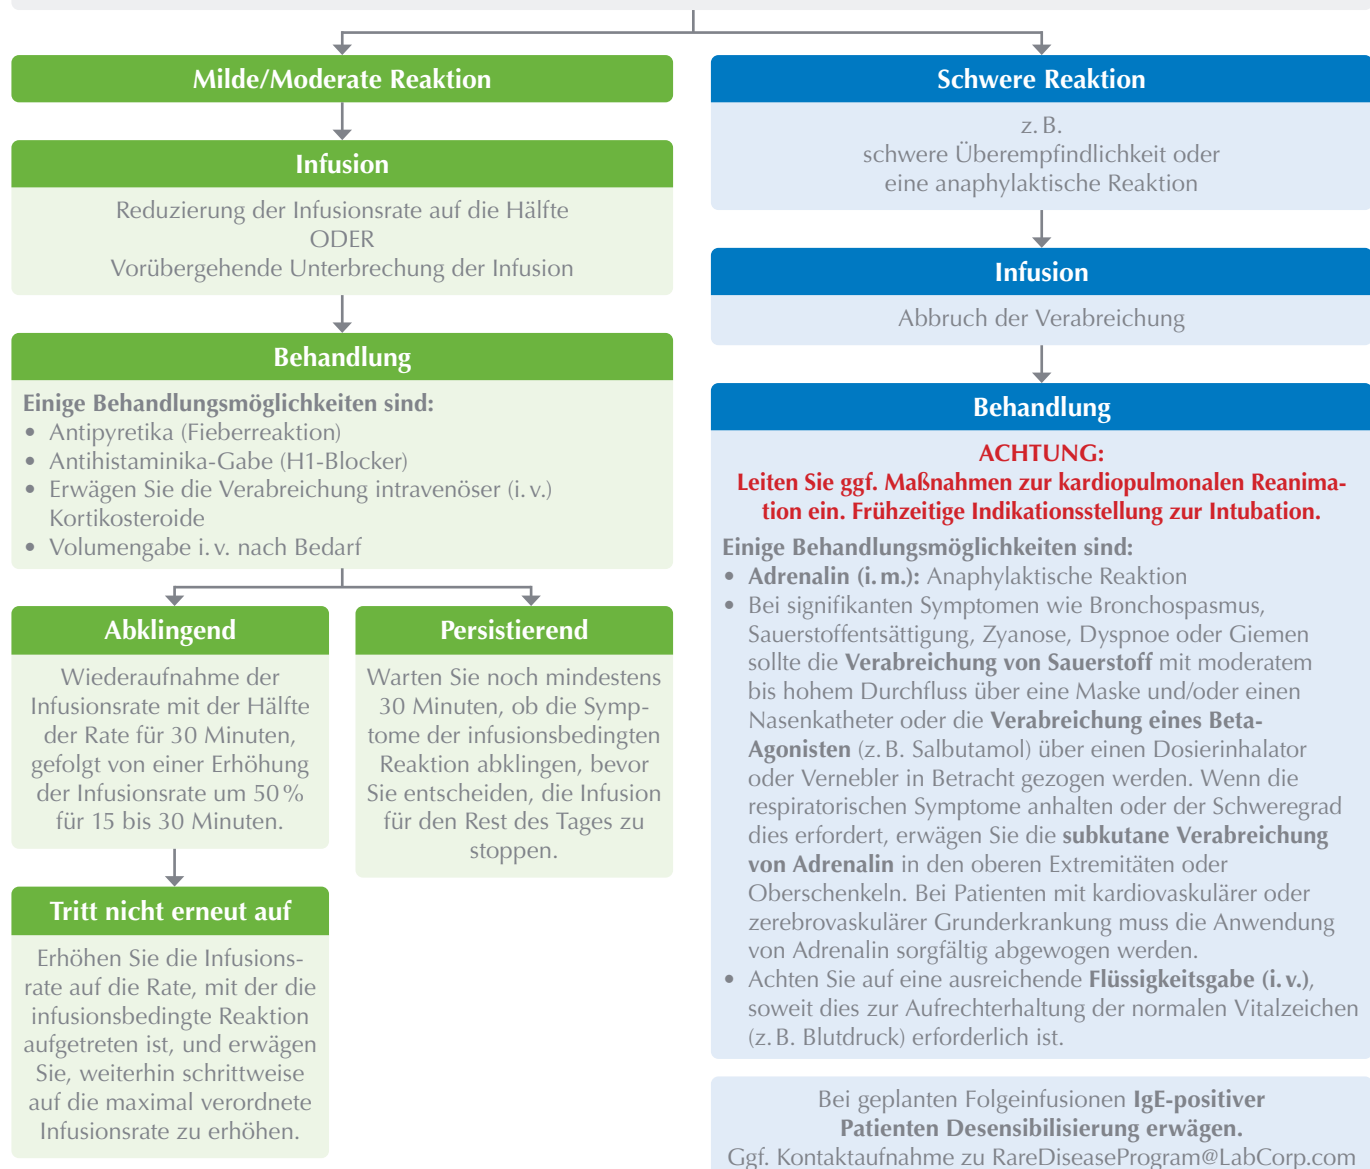 Milde/Moderate Reaktion
Infusion
Reduzierung der Infusionsrate auf die Hälfte
ODER
Vorübergehende Unterbrechung der Infusion
Behandlung
Einige Behandlungsmöglichkeiten sind:
• Antipyretika (Fieberreaktion)
• Antihistaminika-Gabe (H1-Blocker)
• Erwägen Sie die Verabreichung intravenöser (i. v.)
Kortikosteroide
• Volumengabe i. v. nach Bedarf
Abklingend
Wiederaufnahme der
Infusionsrate mit der Hälfte
der Rate für 30 Minuten,
gefolgt von einer Erhöhung
der Infusionsrate um 50 %
für 15 bis 30 Minuten.
Tritt nicht erneut auf
Erhöhen Sie die Infusions-
rate auf die Rate, mit der die
infusionsbedingte Reaktion
aufgetreten ist, und erwägen
Sie, weiterhin schrittweise
auf die maximal verordnete
Infusionsrate zu erhöhen.
Persistierend
Warten Sie noch mindestens
30 Minuten, ob die Symp-
tome der infusionsbedingten
Reaktion abklingen, bevor
Sie entscheiden, die Infusion
für den Rest des Tages zu
stoppen.
Schwere Reaktion
z. B.
schwere Überempfindlichkeit oder
eine anaphylaktische Reaktion
Infusion
Abbruch der Verabreichung
Behandlung
ACHTUNG:
Leiten Sie ggf. Maßnahmen zur kardiopulmonalen Reanima-
tion ein. Frühzeitige Indikationsstellung zur Intubation.
Einige Behandlungsmöglichkeiten sind:
• Adrenalin (i. m.): Anaphylaktische Reaktion
• Bei signifikanten Symptomen wie Bronchospasmus,
Sauerstoffentsättigung, Zyanose, Dyspnoe oder Giemen
sollte die Verabreichung von Sauerstoff mit moderatem
bis hohem Durchfluss über eine Maske und/oder einen
Nasenkatheter oder die Verabreichung eines Beta-
Agonisten (z. B. Salbutamol) über einen Dosierinhalator
oder Vernebler in Betracht gezogen werden. Wenn die
respiratorischen Symptome anhalten oder der Schweregrad
dies erfordert, erwägen Sie die subkutane Verabreichung
von Adrenalin in den oberen Extremitäten oder
Oberschenkeln. Bei Patienten mit kardiovaskulärer oder
zerebrovaskulärer Grunderkrankung muss die Anwendung
von Adrenalin sorgfältig abgewogen werden.
• Achten Sie auf eine ausreichende Flüssigkeitsgabe (i. v.),
soweit dies zur Aufrechterhaltung der normalen Vitalzeichen
(z. B. Blutdruck) erforderlich ist.
Bei geplanten Folgeinfusionen IgE-positiver
Patienten Desensibilisierung erwägen.
Ggf. Kontaktaufnahme zu RareDiseaseProgram@LabCorp.com